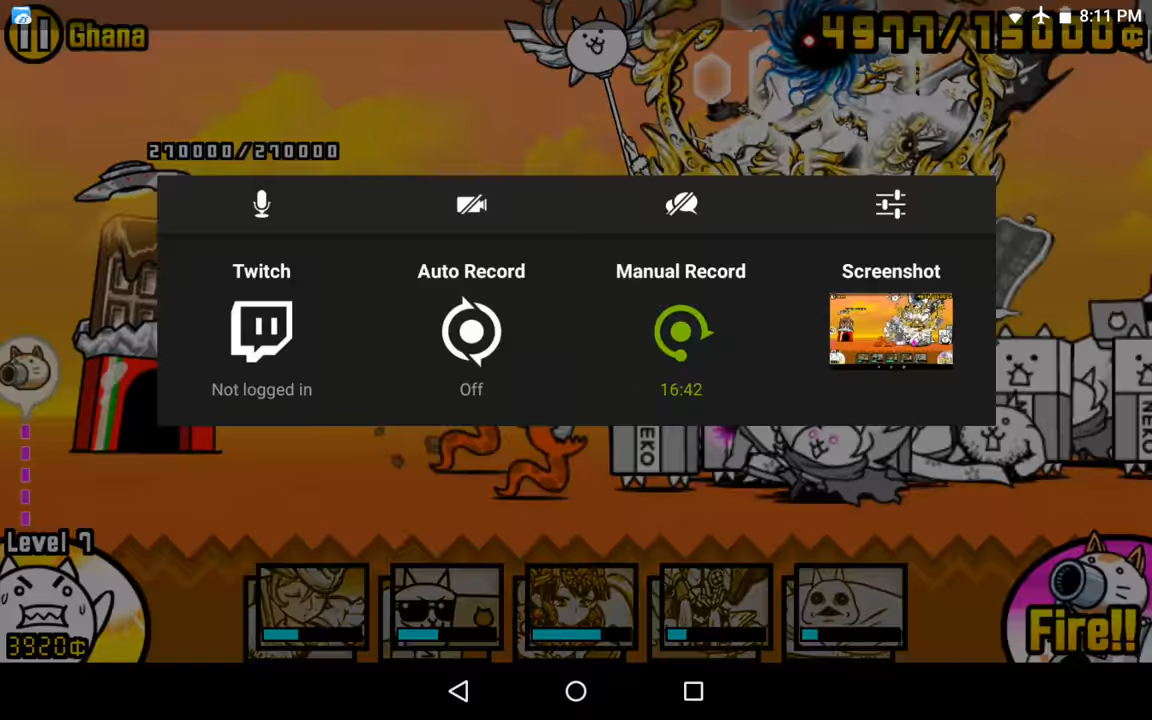 8:11 PM
Ghana
4977/15000¢
270000/270000
Twitch
Auto Record
Manual Record
Screenshot
Not logged in
Off
16:42
NEKO
NEKO
Level 7
3920¢
Fire!!